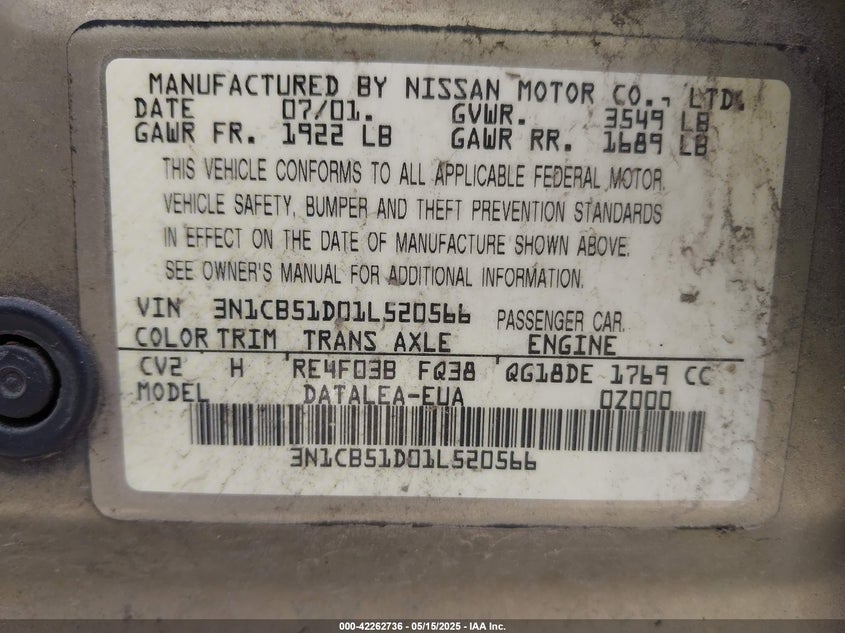 MANUFACTURED BY NISSAN MOTOR CO., LTD.
DATE 07/01. GVWR. 3549 LB
GAWR FR. 1922 LB GAWR RR. 1689 LB
THIS VEHICLE CONFORMS TO ALL APPLICABLE FEDERAL MOTOR
VEHICLE SAFETY, BUMPER AND THEFT PREVENTION STANDARDS
IN EFFECT ON THE DATE OF MANUFACTURE SHOWN ABOVE.
SEE OWNER'S MANUAL FOR ADDITIONAL INFORMATION.
VIN 3N1CB51D01L520566 PASSENGER CAR.
COLOR TRIM TRANS AXLE ENGINE
CV2 H RE4F03B FQ38 QG18DE 1769 CC
MODEL DATALEA-EUA 0Z000
3N1CB51D01L520566
000-42262736 - 05/15/2025 - IAA Inc.